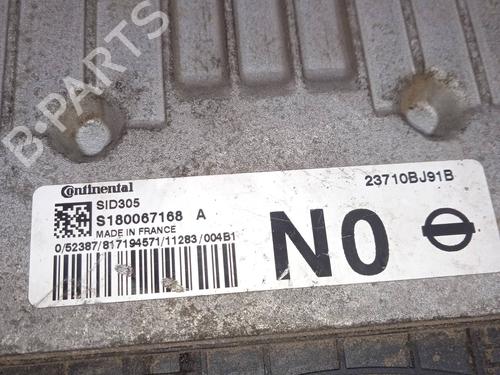 B-PARTS
Continental
SID305
S180067168 A
MADE IN FRANCE
0/52387/817194571/11283/004B1
23710BJ91B
N0